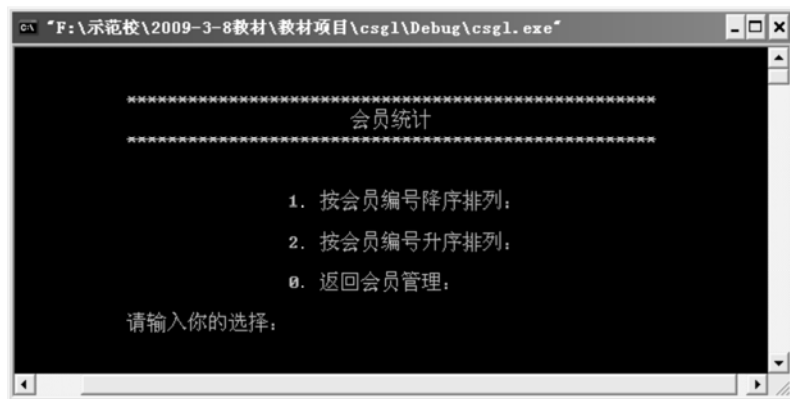 "F:\示范校\2009-3-8教材\教材项目\csgl\Debug\csgl.exe"
****************************************************
会员统计
****************************************************
1. 按会员编号降序排列:
2. 按会员编号升序排列:
0. 返回会员管理:
请输入你的选择: